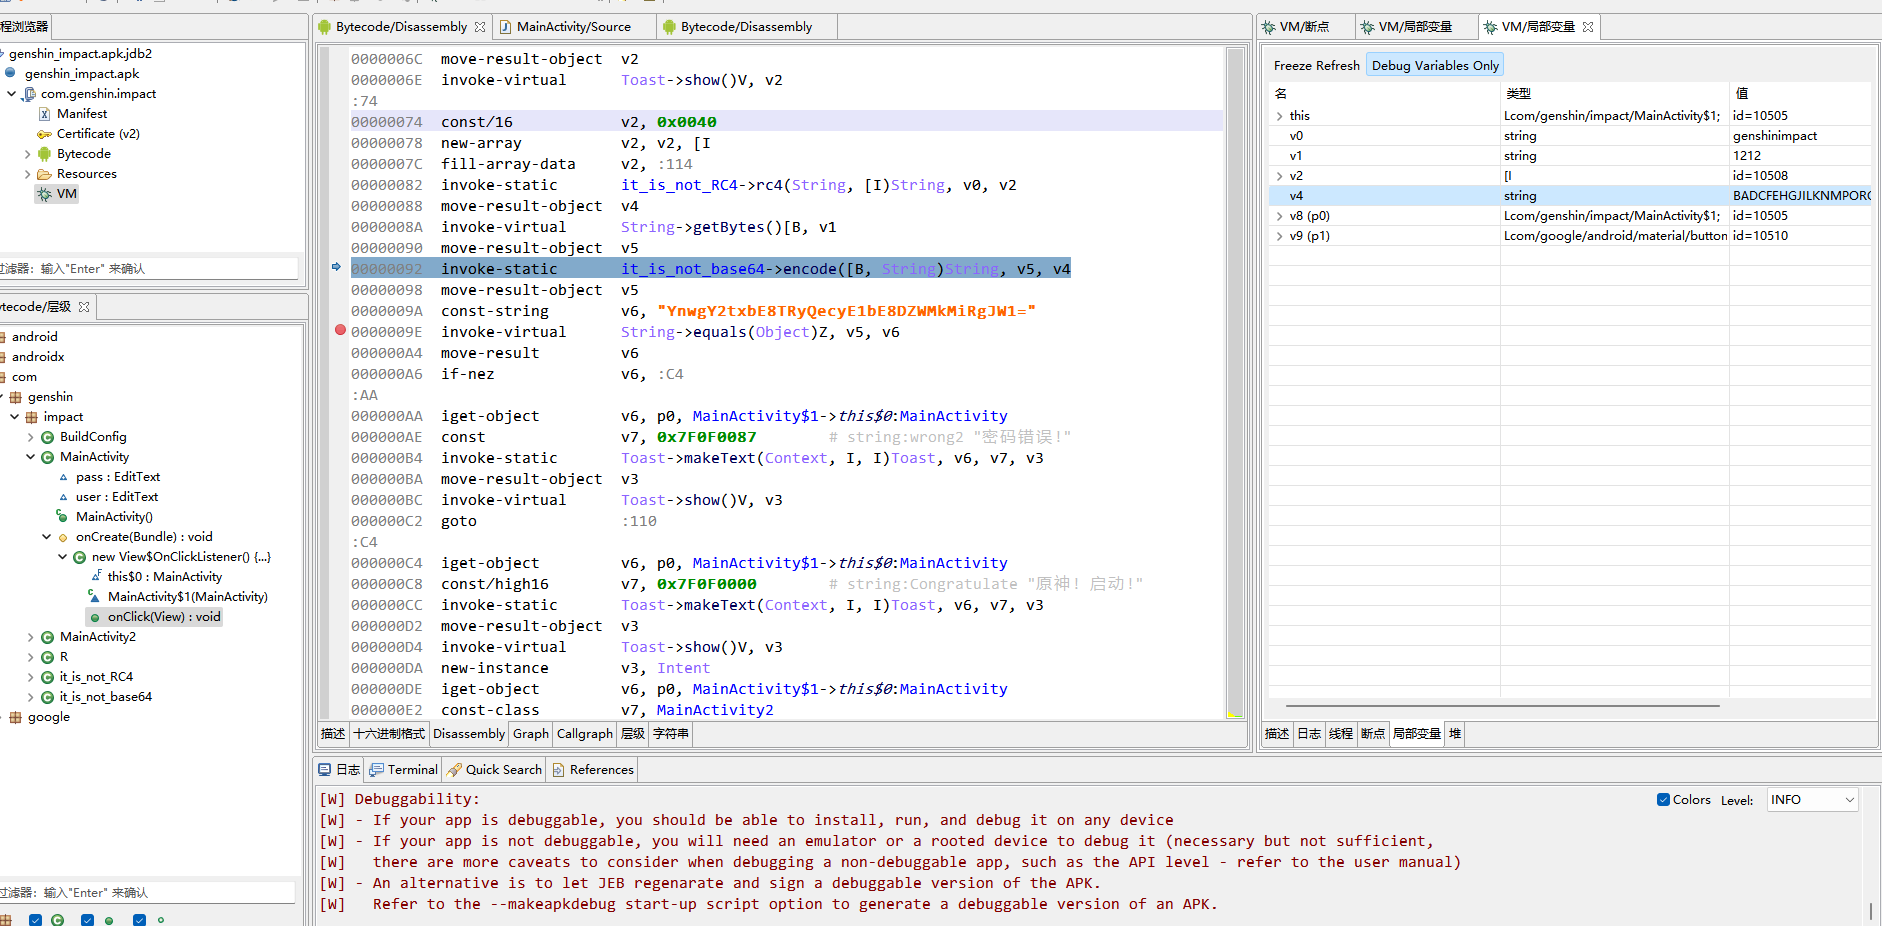 程浏览器
genshin_impact.apk.jdb2
genshin_impact.apk
com.genshin.impact
Manifest
Certificate (v2)
Bytecode
Resources
VM
过滤器：输入"Enter" 来确认
ytecode/层级
android
androidx
com
genshin
impact
BuildConfig
MainActivity
pass : EditText
user : EditText
MainActivity()
onCreate(Bundle) : void
new View$OnClickListener() {...}
this$0 : MainActivity
MainActivity$1(MainActivity)
onClick(View) : void
MainActivity2
R
it_is_not_RC4
it_is_not_base64
google
过滤器：输入"Enter" 来确认
Bytecode/Disassembly
MainActivity/Source
Bytecode/Disassembly
0000006C move-result-object v2
0000006E invoke-virtual Toast->show()V, v2
:74
00000074 const/16 v2, 0x0040
00000078 new-array v2, v2, [I
0000007C fill-array-data v2, :114
00000082 invoke-static it_is_not_RC4->rc4(String, [I)String, v0, v2
00000088 move-result-object v4
0000008A invoke-virtual String->getBytes()[B, v1
00000090 move-result-object v5
00000092 invoke-static it_is_not_base64->encode([B, String)String, v5, v4
00000098 move-result-object v5
0000009A const-string v6, "YnwgY2txbE8TRyQecyE1bE8DZWMkMiRgJW1="
0000009E invoke-virtual String->equals(Object)Z, v5, v6
000000A4 move-result v6
000000A6 if-nez v6, :C4
:AA
000000AA iget-object v6, p0, MainActivity$1->this$0:MainActivity
000000AE const v7, 0x7F0F0087 # string:wrong2 "密码错误!"
000000B4 invoke-static Toast->makeText(Context, I, I)Toast, v6, v7, v3
000000BA move-result-object v3
000000BC invoke-virtual Toast->show()V, v3
000000C2 goto :110
:C4
000000C4 iget-object v6, p0, MainActivity$1->this$0:MainActivity
000000C8 const/high16 v7, 0x7F0F0000 # string:Congratulate "原神! 启动!"
000000CC invoke-static Toast->makeText(Context, I, I)Toast, v6, v7, v3
000000D2 move-result-object v3
000000D4 invoke-virtual Toast->show()V, v3
000000DA new-instance v3, Intent
000000DE iget-object v6, p0, MainActivity$1->this$0:MainActivity
000000E2 const-class v7, MainActivity2
描述 十六进制格式 Disassembly Graph Callgraph 层级 字符串
VM/断点
VM/局部变量
VM/局部变量
Freeze Refresh Debug Variables Only
名 类型 值
this Lcom/genshin/impact/MainActivity$1; id=10505
v0 string genshinimpact
v1 string 1212
v2 [I id=10508
v4 string BADCFEHGJILKNMPORQ
v8 (p0) Lcom/genshin/impact/MainActivity$1; id=10505
v9 (p1) Lcom/google/android/material/button id=10510
描述 日志 线程 断点 局部变量 堆
日志 Terminal Quick Search References
Colors Level: INFO
[W] Debuggability:
[W] - If your app is debuggable, you should be able to install, run, and debug it on any device
[W] - If your app is not debuggable, you will need an emulator or a rooted device to debug it (necessary but not sufficient,
[W] there are more caveats to consider when debugging a non-debuggable app, such as the API level - refer to the user manual)
[W] - An alternative is to let JEB regenarate and sign a debuggable version of the APK.
[W] Refer to the --makeapkdebug start-up script option to generate a debuggable version of an APK.